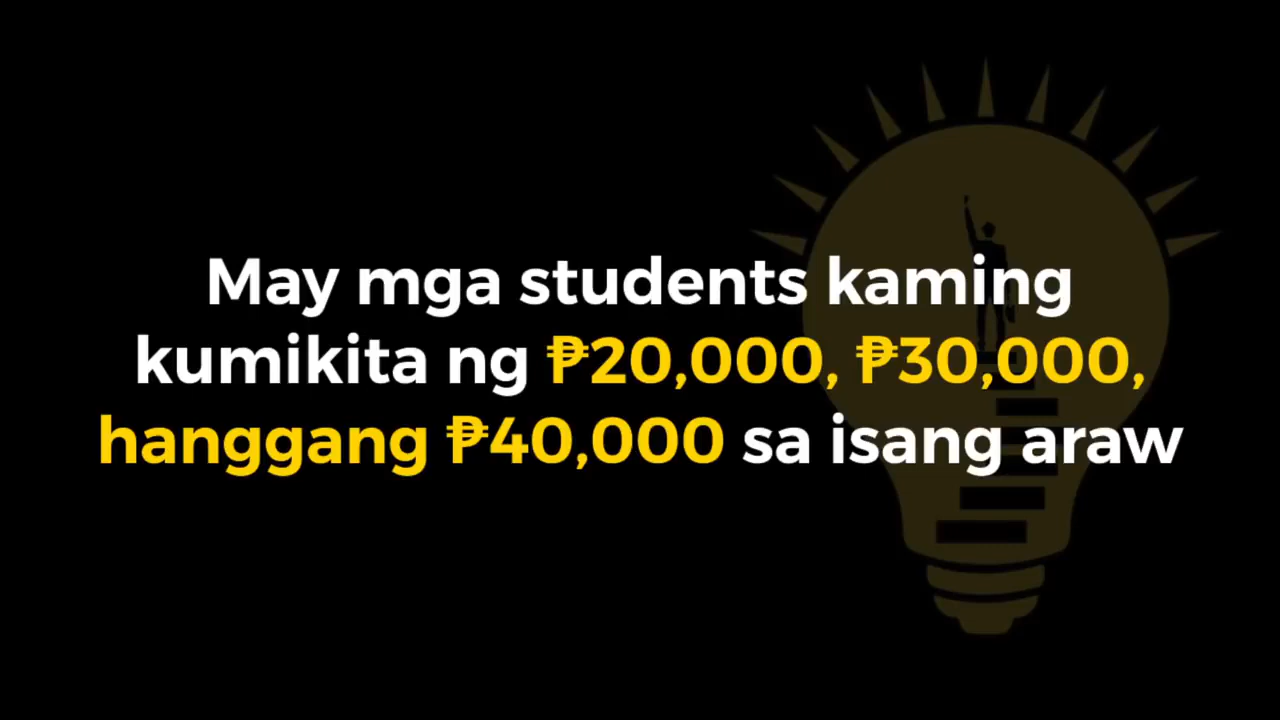 May mga students kaming
kumikita ng ₱20,000, ₱30,000,
hanggang ₱40,000 sa isang araw